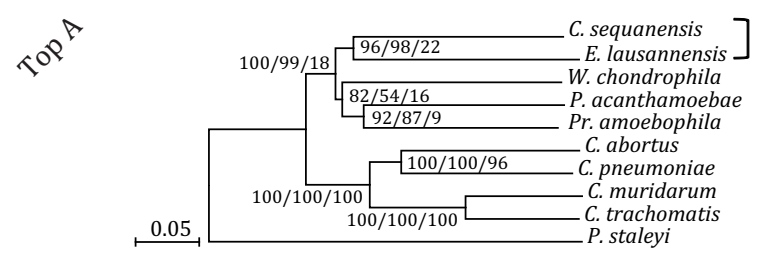 Top A
C. sequanensis
96/98/22
E. lausannensis
100/99/18
W. chondrophila
82/54/16
P. acanthamoebae
92/87/9
Pr. amoebophila
C. abortus
100/100/96
C. pneumoniae
100/100/100
C. muridarum
100/100/100
C. trachomatis
0.05
P. staleyi